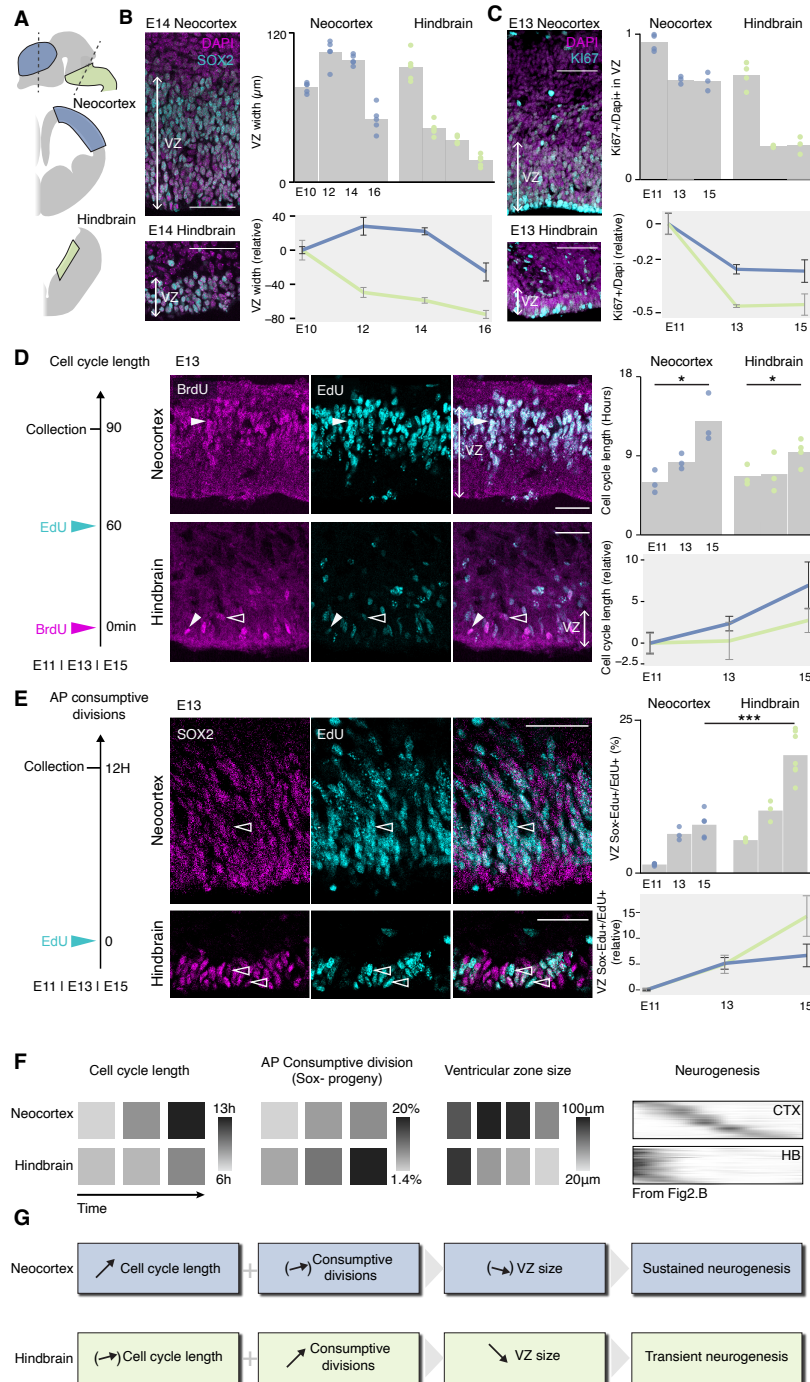 A
Neocortex
Hindbrain
B
E14 Neocortex
DAPI
SOX2
VZ
E14 Hindbrain
VZ
Neocortex
Hindbrain
120
0
VZ width (µm)
E10 12 14 16
40
0
−40
−80
VZ width (relative)
E10 12 14 16
C
E13 Neocortex
DAPI
KI67
VZ
E13 Hindbrain
VZ
Neocortex
Hindbrain
1
0
Ki67+/Dapi+ in VZ
E11 13 15
0
-0.2
-0.5
Ki67+/Dapi (relative)
E11 13 15
D
Cell cycle length
Collection
90
EdU
60
BrdU
0min
E11 I E13 I E15
E13
Neocortex
BrdU
EdU
VZ
Hindbrain
VZ
Neocortex
Hindbrain
*
*
18
9
0
Cell cycle length (Hours)
E11 13 15
10
5
0
−2.5
Cell cycle length (relative)
E11 13 15
E
AP consumptive
divisions
Collection
12H
EdU
0
E11 I E13 I E15
E13
Neocortex
SOX2
EdU
Hindbrain
Neocortex
Hindbrain
***
25
0
VZ Sox-Edu+/EdU+ (%)
E11 13 15
15
10
5
0
VZ Sox-Edu+/EdU+
(relative)
E11 13 15
F
Cell cycle length
AP Consumptive division
(Sox- progeny)
Ventricular zone size
Neurogenesis
Neocortex
Hindbrain
13h
6h
20%
1.4%
100µm
20µm
CTX
HB
Time
From Fig2.B
G
Neocortex
Cell cycle length
+
( ) Consumptive
divisions
( ) VZ size
Sustained neurogenesis
Hindbrain
( ) Cell cycle length
+
Consumptive
divisions
VZ size
Transient neurogenesis